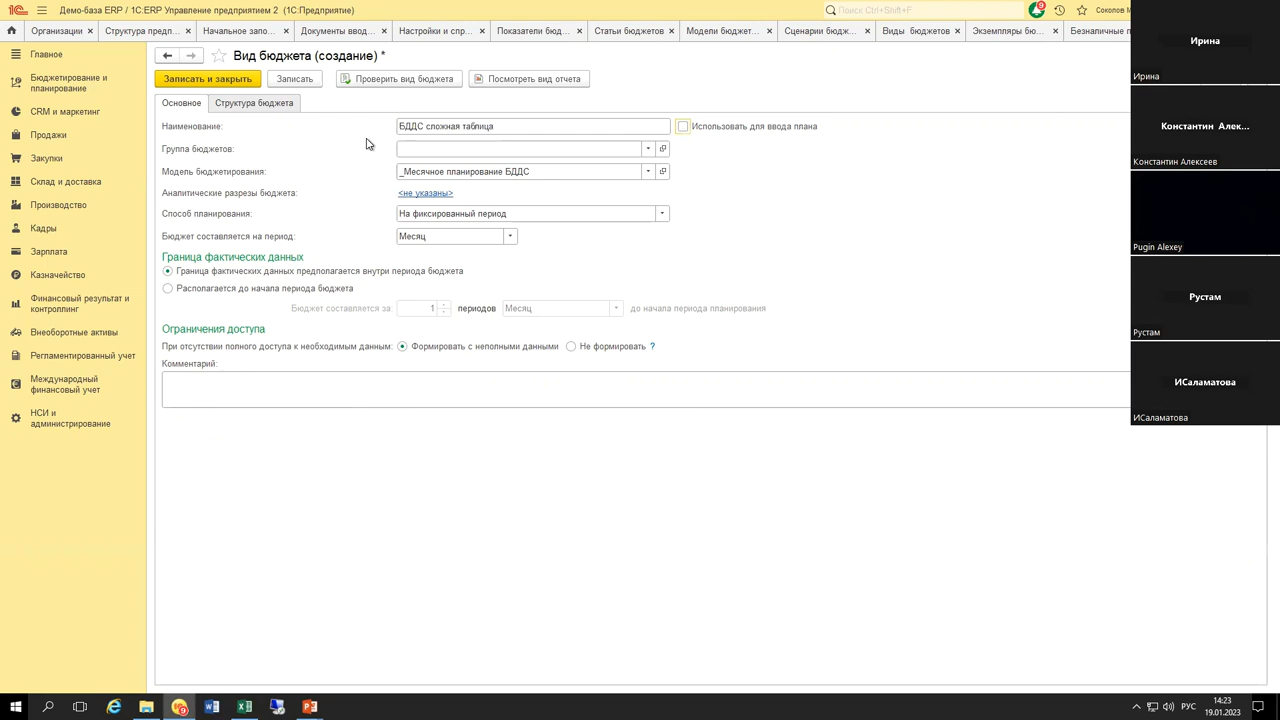 Демо-база ERP / 1С:ERP Управление предприятием 2 (1С:Предприятие)
Поиск Ctrl+Shift+F
9
Соколов М
Организации
Структура предп...
Начальное запо...
Документы ввод...
Настройки и спр...
Показатели бюд...
Статьи бюджетов
Модели бюджет...
Сценарии бюдж...
Виды бюджетов
Экземпляры бю...
Безналичные п
Главное
Бюджетирование и
планирование
CRM и маркетинг
Продажи
Закупки
Склад и доставка
Производство
Кадры
Зарплата
Казначейство
Финансовый результат и
контроллинг
Внеоборотные активы
Регламентированный учет
Международный
финансовый учет
НСИ и
администрирование
Вид бюджета (создание) *
Записать и закрыть
Записать
Проверить вид бюджета
Посмотреть вид отчета
Основное
Структура бюджета
Наименование:
БДДС сложная таблица
Использовать для ввода плана
Группа бюджетов:
Модель бюджетирования:
_Месячное планирование БДДС
Аналитические разрезы бюджета:
<не указаны>
Способ планирования:
На фиксированный период
Бюджет составляется на период:
Месяц
Граница фактических данных
Граница фактических данных предполагается внутри периода бюджета
Располагается до начала периода бюджета
Бюджет составляется за:
1
периодов
Месяц
до начала периода планирования
Ограничения доступа
При отсутствии полного доступа к необходимым данным:
Формировать с неполными данными
Не формировать
?
Комментарий:
Ирина
Ирина
Константин Алек...
Константин Алексеев
Pugin Alexey
Рустам
Рустам
ИСаламатова
ИСаламатова
РУС
14:23
19.01.2023